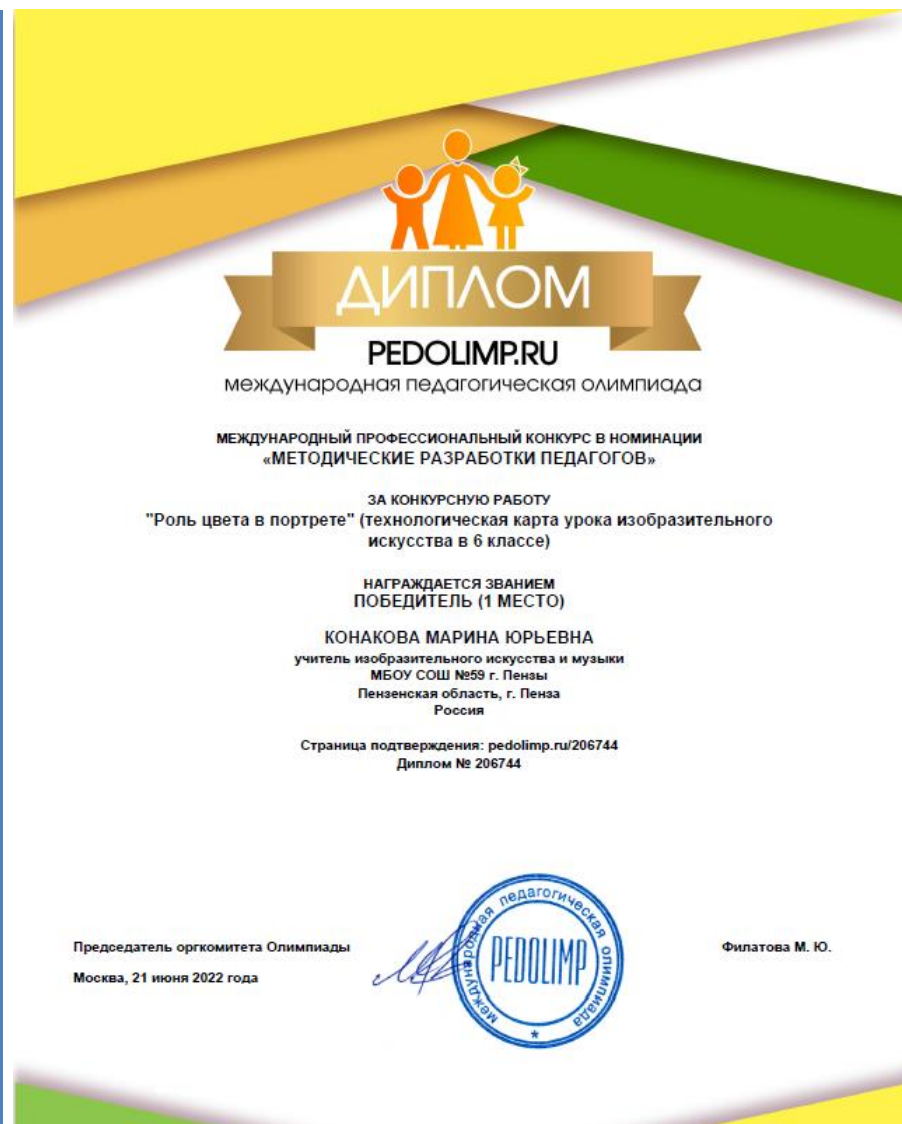 ДИПЛОМ
PEDOLIMP.RU
международная педагогическая олимпиада
МЕЖДУНАРОДНЫЙ ПРОФЕССИОНАЛЬНЫЙ КОНКУРС В НОМИНАЦИИ
«МЕТОДИЧЕСКИЕ РАЗРАБОТКИ ПЕДАГОГОВ»
ЗА КОНКУРСНУЮ РАБОТУ
"Роль цвета в портрете" (технологическая карта урока изобразительного
искусства в 6 классе)
НАГРАЖДАЕТСЯ ЗВАНИЕМ
ПОБЕДИТЕЛЬ (1 МЕСТО)
КОНАКОВА МАРИНА ЮРЬЕВНА
учитель изобразительного искусства и музыки
МБОУ СОШ №59 г. Пензы
Пензенская область, г. Пенза
Россия
Страница подтверждения: pedolimp.ru/206744
Диплом № 206744
Председатель оргкомитета Олимпиады
Филатова М. Ю.
Москва, 21 июня 2022 года
международная педагогическая олимпиада
PEDOLIMP